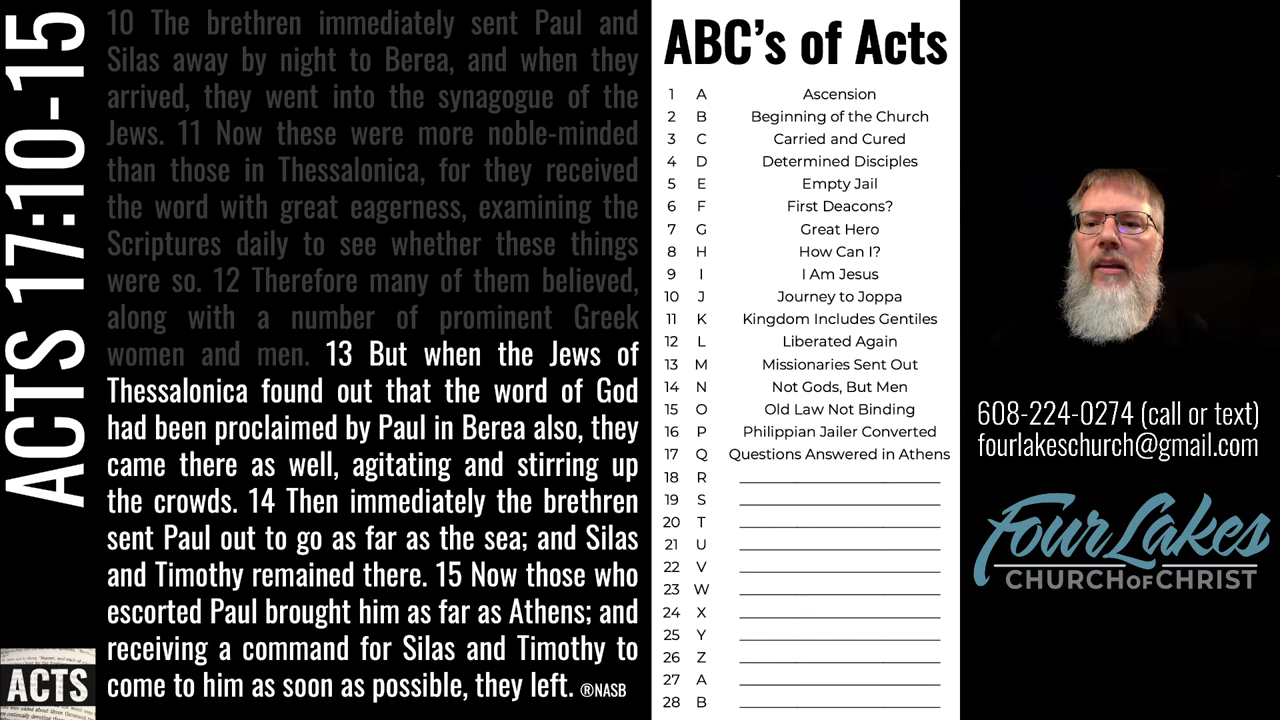 ACTS 17:10-15
10 The brethren immediately sent Paul and
Silas away by night to Berea, and when they
arrived, they went into the synagogue of the
Jews. 11 Now these were more noble-minded
than those in Thessalonica, for they received
the word with great eagerness, examining the
Scriptures daily to see whether these things
were so. 12 Therefore many of them believed,
along with a number of prominent Greek
women and men. 13 But when the Jews of
Thessalonica found out that the word of God
had been proclaimed by Paul in Berea also, they
came there as well, agitating and stirring up
the crowds. 14 Then immediately the brethren
sent Paul out to go as far as the sea; and Silas
and Timothy remained there. 15 Now those who
escorted Paul brought him as far as Athens; and
receiving a command for Silas and Timothy to
come to him as soon as possible, they left. ®NASB
ACTS
ABC's of Acts
1 A Ascension
2 B Beginning of the Church
3 C Carried and Cured
4 D Determined Disciples
5 E Empty Jail
6 F First Deacons?
7 G Great Hero
8 H How Can I?
9 I I Am Jesus
10 J Journey to Joppa
11 K Kingdom Includes Gentiles
12 L Liberated Again
13 M Missionaries Sent Out
14 N Not Gods, But Men
15 O Old Law Not Binding
16 P Philippian Jailer Converted
17 Q Questions Answered in Athens
18 R
19 S
20 T
21 U
22 V
23 W
24 X
25 Y
26 Z
27 A
28 B
608-224-0274 (call or text)
fourlakeschurch@gmail.com
Four Lakes
CHURCH OF CHRIST